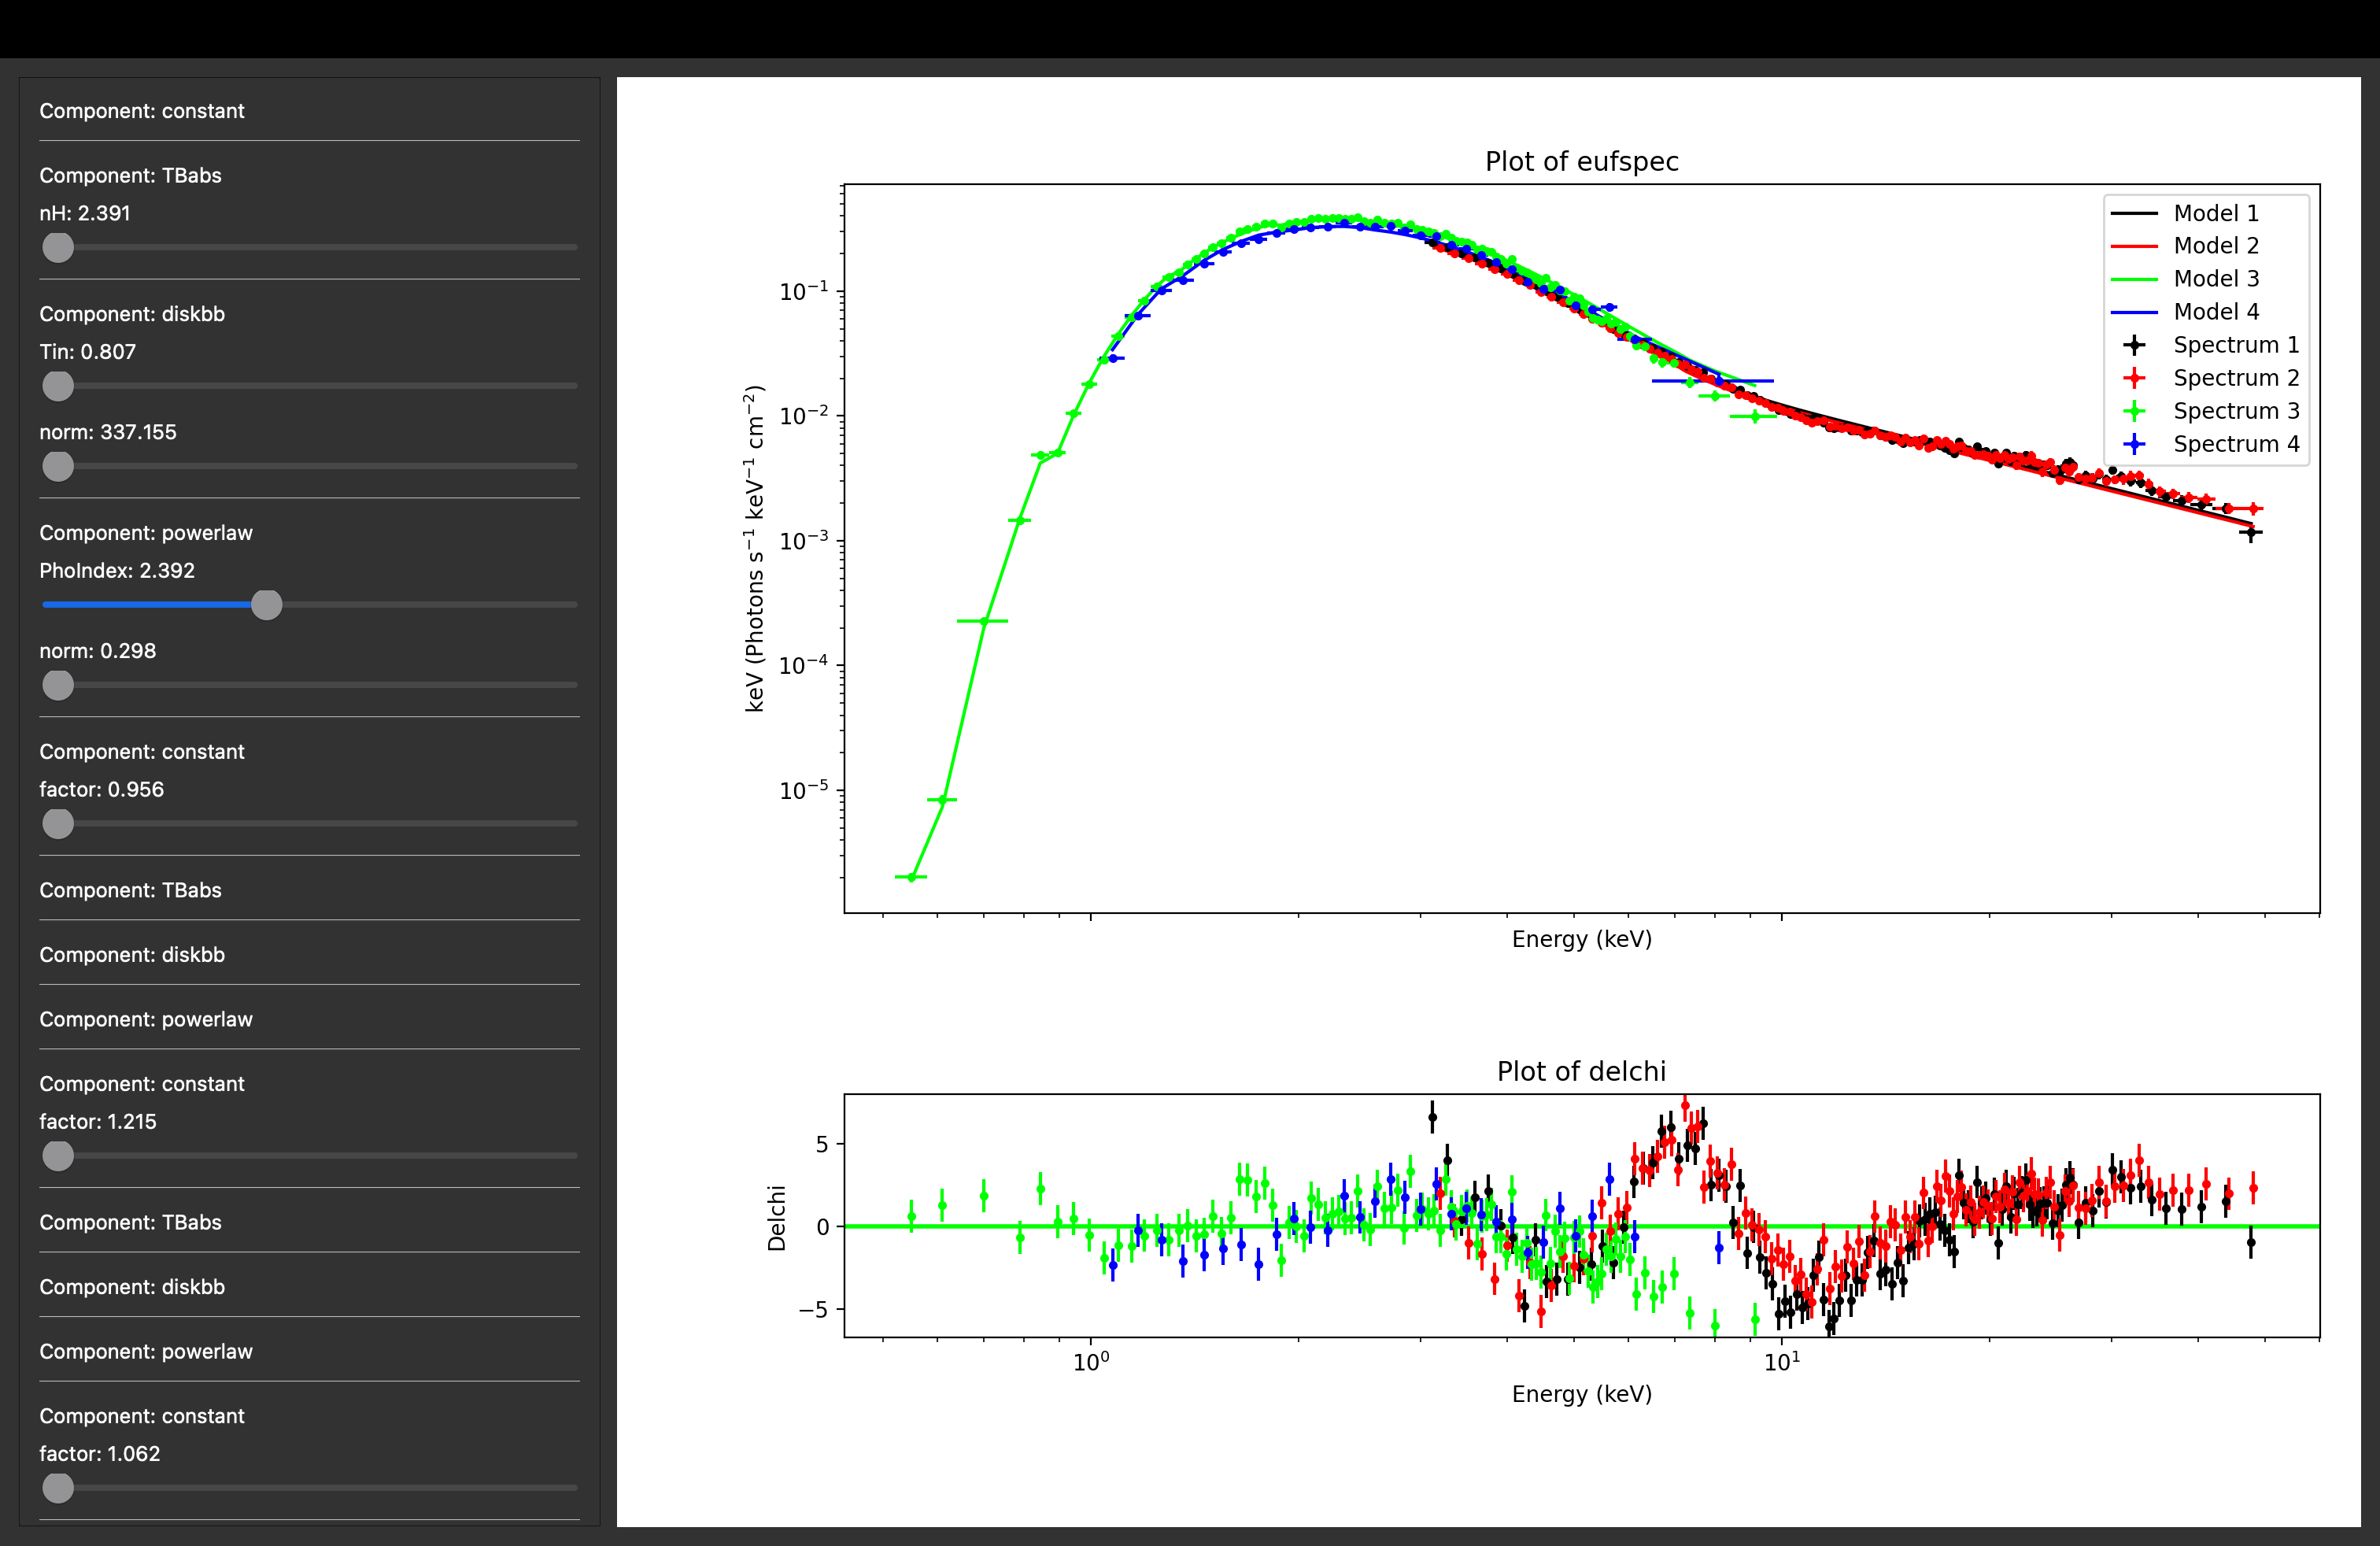 Component: constant
Component: TBabs
nH: 2.391
Component: diskbb
Tin: 0.807
norm: 337.155
Component: powerlaw
PhoIndex: 2.392
norm: 0.298
Component: constant
factor: 0.956
Component: TBabs
Component: diskbb
Component: powerlaw
Component: constant
factor: 1.215
Component: TBabs
Component: diskbb
Component: powerlaw
Component: constant
factor: 1.062
Plot of eufspec
Model 1
Model 2
Model 3
Model 4
Spectrum 1
Spectrum 2
Spectrum 3
Spectrum 4
10⁻¹
10⁻²
10⁻³
10⁻⁴
10⁻⁵
keV (Photons s⁻¹ keV⁻¹ cm⁻²)
Energy (keV)
Plot of delchi
5
0
−5
Delchi
10⁰ 10¹
Energy (keV)